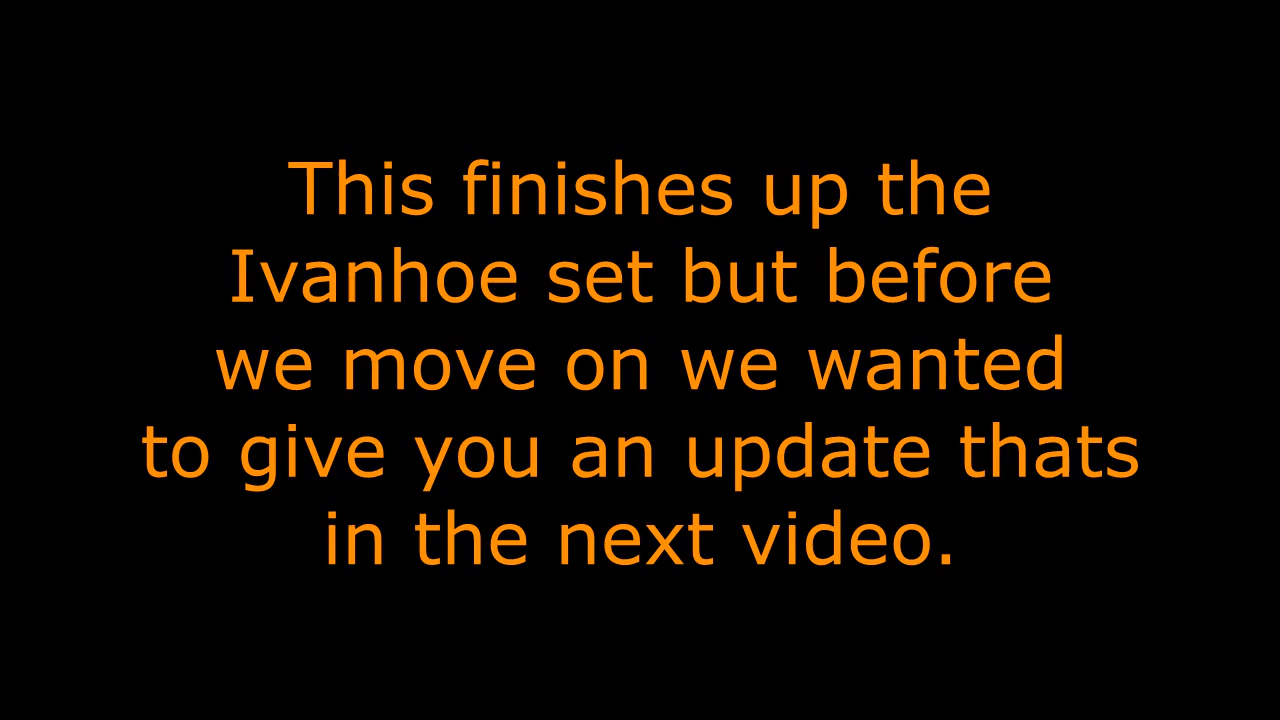 This finishes up the
Ivanhoe set but before
we move on we wanted
to give you an update thats
in the next video.